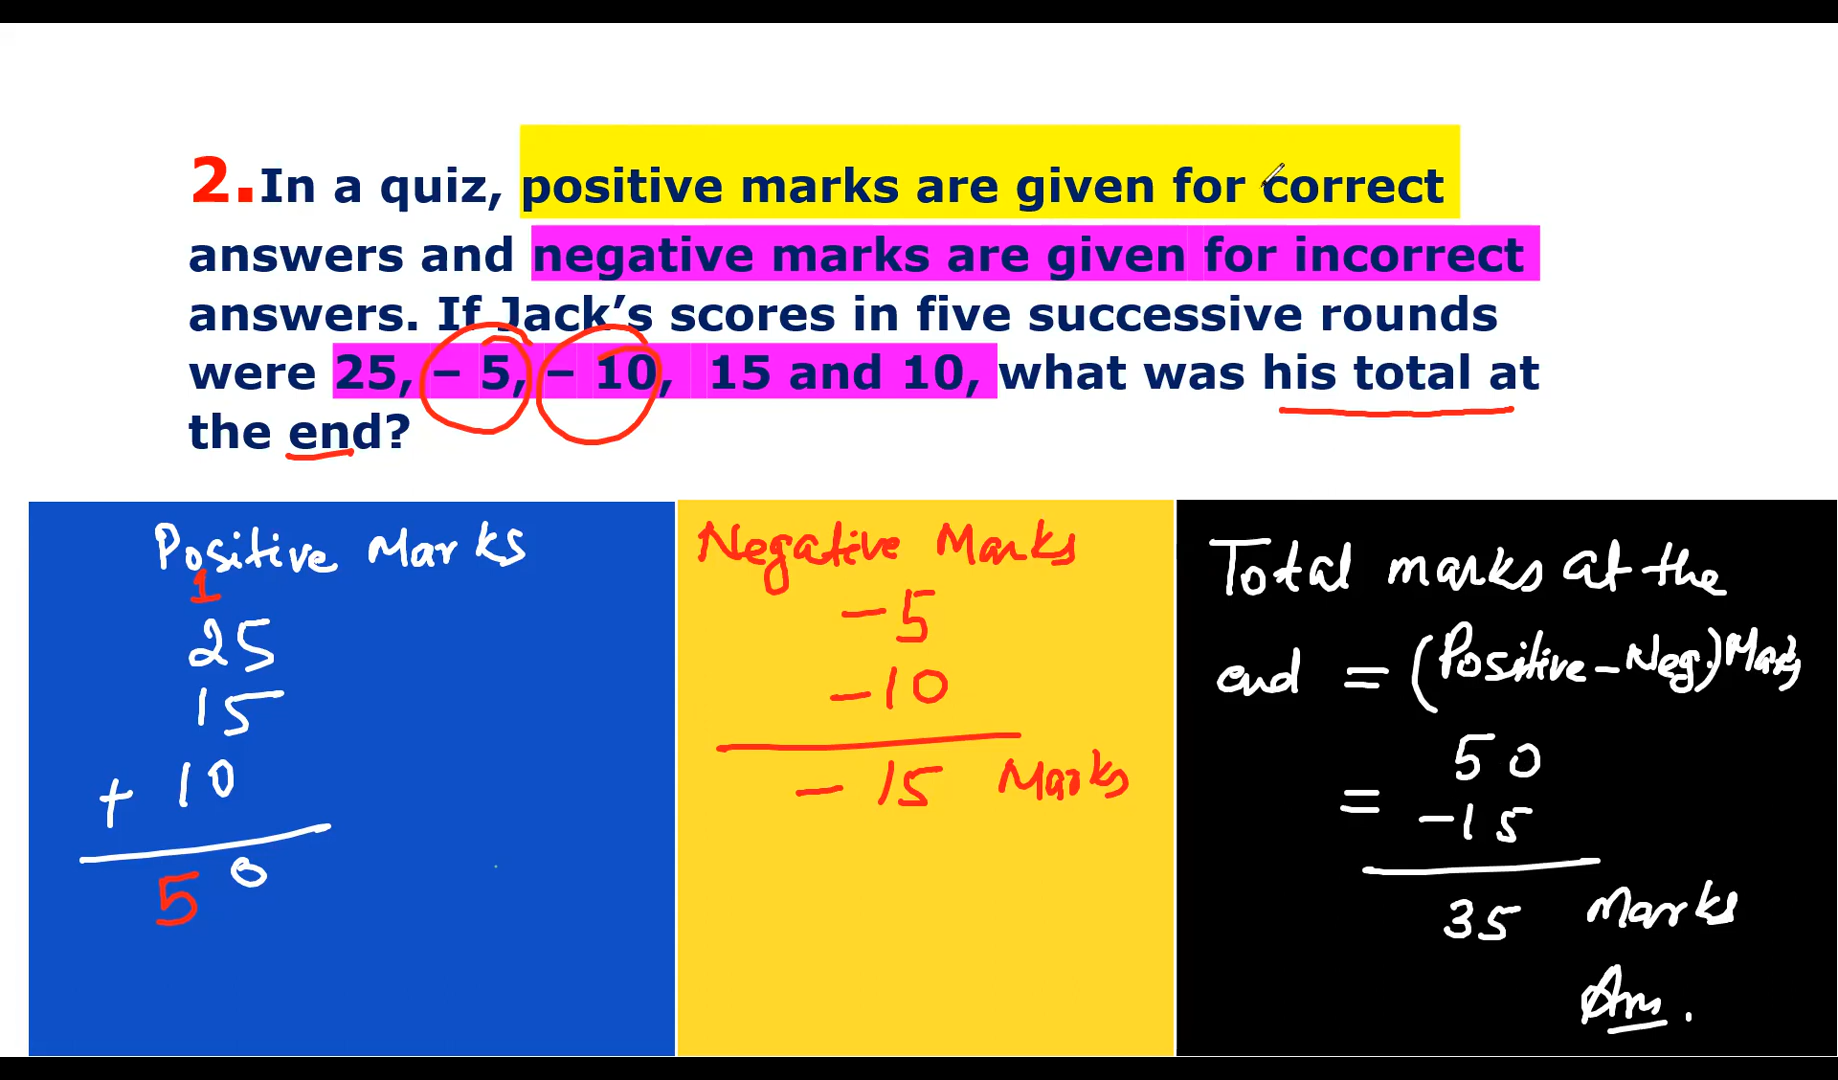 2.In a quiz, positive marks are given for correct
answers and negative marks are given for incorrect
answers. If Jack’s scores in five successive rounds
were 25, – 5, – 10, 15 and 10, what was his total at
the end?
Positive Marks
1
25
15
+ 10
50
Negative Marks
-5
-10
- 15 Marks
Total marks at the
end = (Positive-Neg.)Marks
50
= -15
35 Marks
Ans.